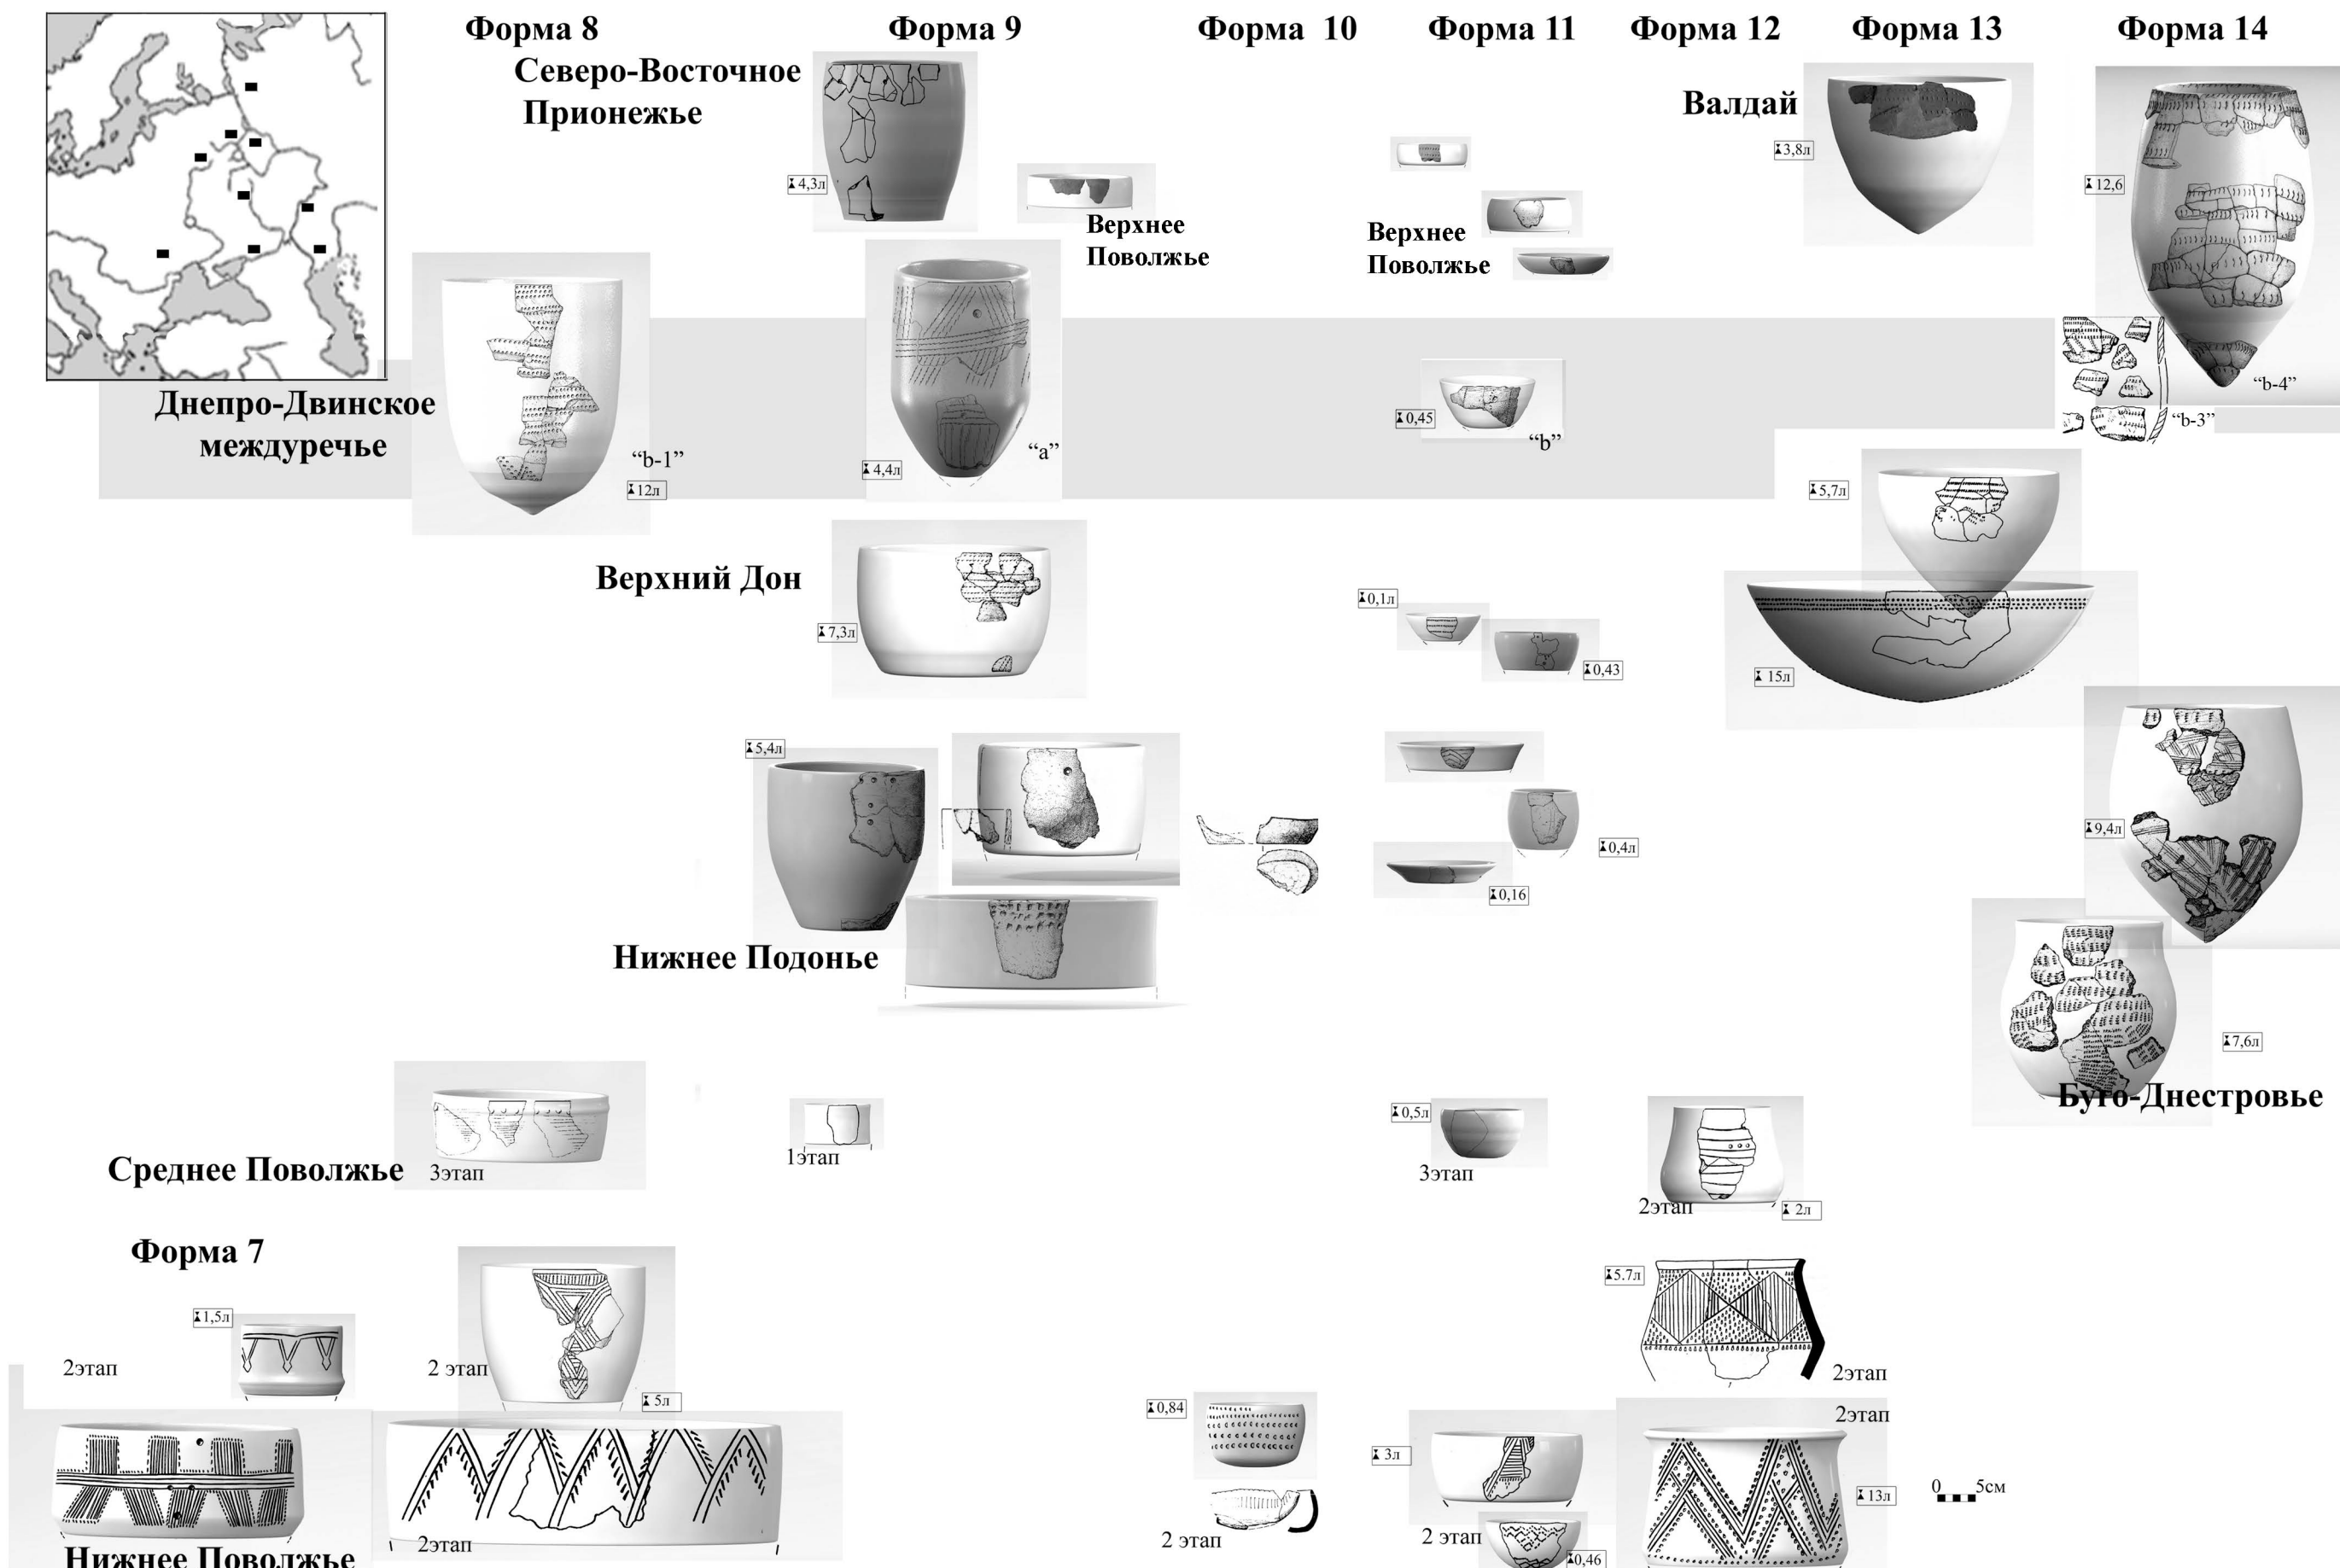 Форма 8 Форма 9 Форма 10 Форма 11 Форма 12 Форма 13 Форма 14
Северо-Восточное
Прионежье
Валдай
3,8л
4,3л
12,6
Верхнее
Поволжье
Верхнее
Поволжье
Днепро-Двинское
междуречье
“b-1”
12л
“a”
4,4л
0,45
“b”
“b-4”
“b-3”
5,7л
Верхний Дон
7,3л
0,1л
0,43
15л
5,4л
0,4л
0,16
9,4л
Нижнее Подонье
7,6л
Буго-Днестровье
Среднее Поволжье
3этап
1этап
0,5л
3этап
2этап
2л
Форма 7
1,5л
2этап
2 этап
5л
5.7л
2этап
0,84
2 этап
3л
2 этап
0,46
2этап
13л
0 5см
2этап
Нижнее Поволжье